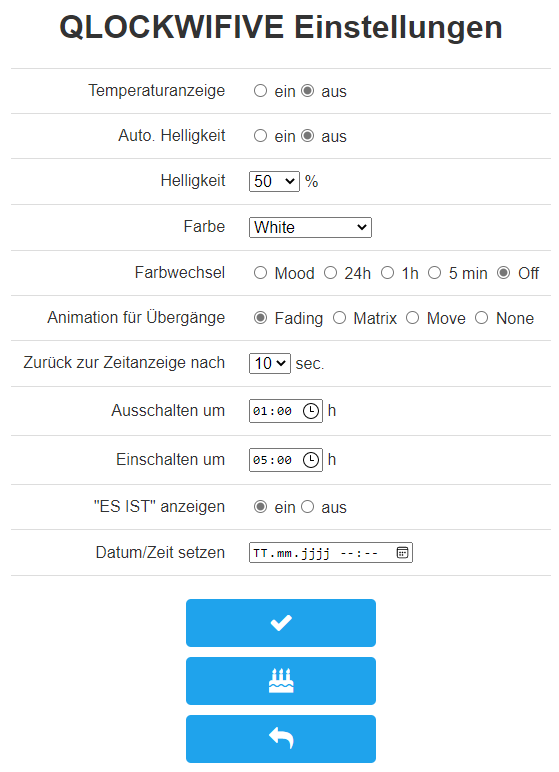 QLOCKWIFIVE Einstellungen
Temperaturanzeige ein aus
Auto. Helligkeit ein aus
Helligkeit 50 %
Farbe White
Farbwechsel Mood 24h 1h 5 min Off
Animation für Übergänge Fading Matrix Move None
Zurück zur Zeitanzeige nach 10 sec.
Ausschalten um 01:00 h
Einschalten um 05:00 h
"ES IST" anzeigen ein aus
Datum/Zeit setzen TT.mm.jjjj --:--